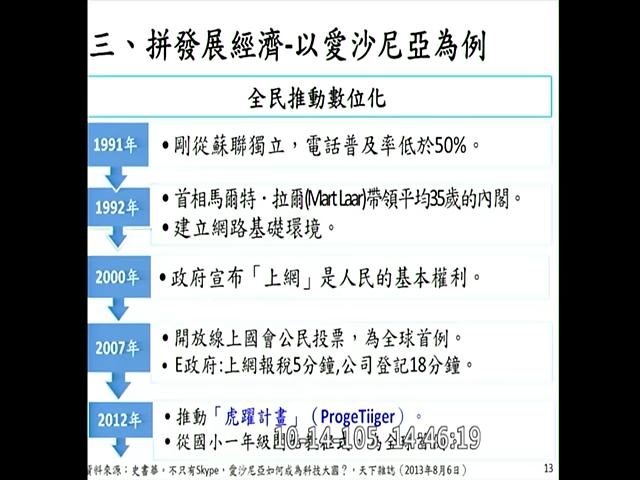 三、拼發展經濟-以愛沙尼亞為例
全民推動數位化
1991年
•剛從蘇聯獨立，電話普及率低於50%。
1992年
•首相馬爾特．拉爾(Mart Laar)帶領平均35歲的內閣。
•建立網路基礎環境。
2000年
•政府宣布「上網」是人民的基本權利。
2007年
•開放線上國會公民投票，為全球首例。
•E政府:上網報稅5分鐘,公司登記18分鐘。
2012年
•推動「虎躍計畫」（ProgeTiiger）。
•從國小一年級開始教程式
10-14-105 14:46:19
資料來源：史書華。不只有Skype，愛沙尼亞如何成為科技大國？，天下雜誌（2013年8月6日）
13